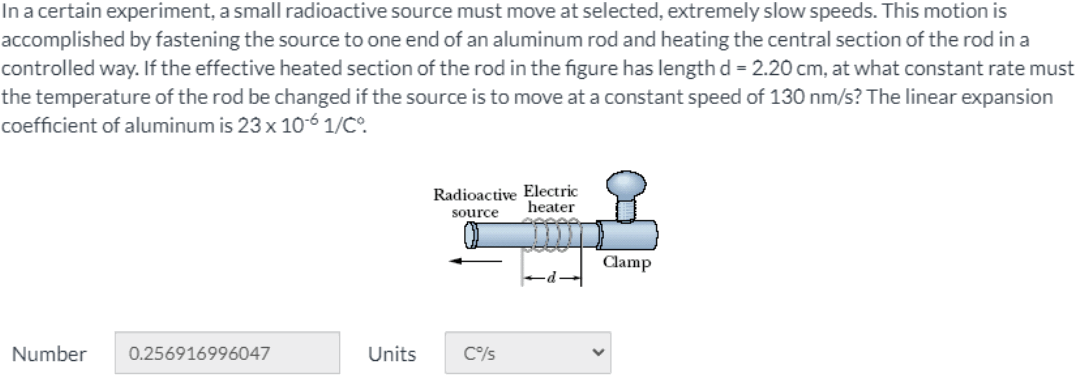 In a certain experiment, a small radioactive source must move at selected, extremely slow speeds. This motion is
accomplished by fastening the source to one end of an aluminum rod and heating the central section of the rod in a
controlled way. If the effective heated section of the rod in the figure has length d = 2.20 cm, at what constant rate must
the temperature of the rod be changed if the source is to move at a constant speed of 130 nm/s? The linear expansion
coefficient of aluminum is 23 x 10⁻⁶ 1/C°.
Radioactive Electric
source heater
Clamp
d
Number 0.256916996047 Units C°/s